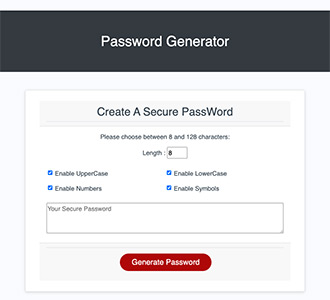 Password Generator
Create A Secure PassWord
Please choose between 8 and 128 characters:
Length : 8
Enable UpperCase Enable LowerCase
Enable Numbers Enable Symbols
Your Secure Password
Generate Password